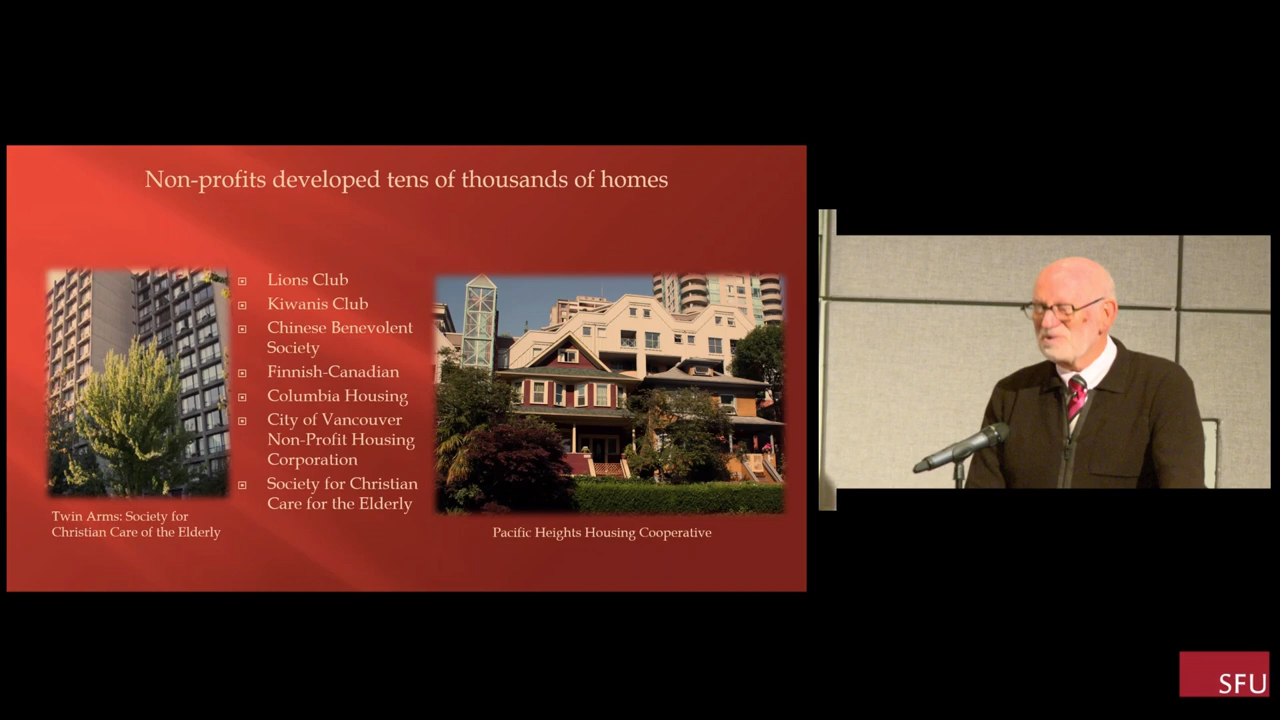 Non-profits developed tens of thousands of homes
Lions Club
Kiwanis Club
Chinese Benevolent
Society
Finnish-Canadian
Columbia Housing
City of Vancouver
Non-Profit Housing
Corporation
Society for Christian
Care for the Elderly
Twin Arms: Society for
Christian Care of the Elderly
Pacific Heights Housing Cooperative
SFU